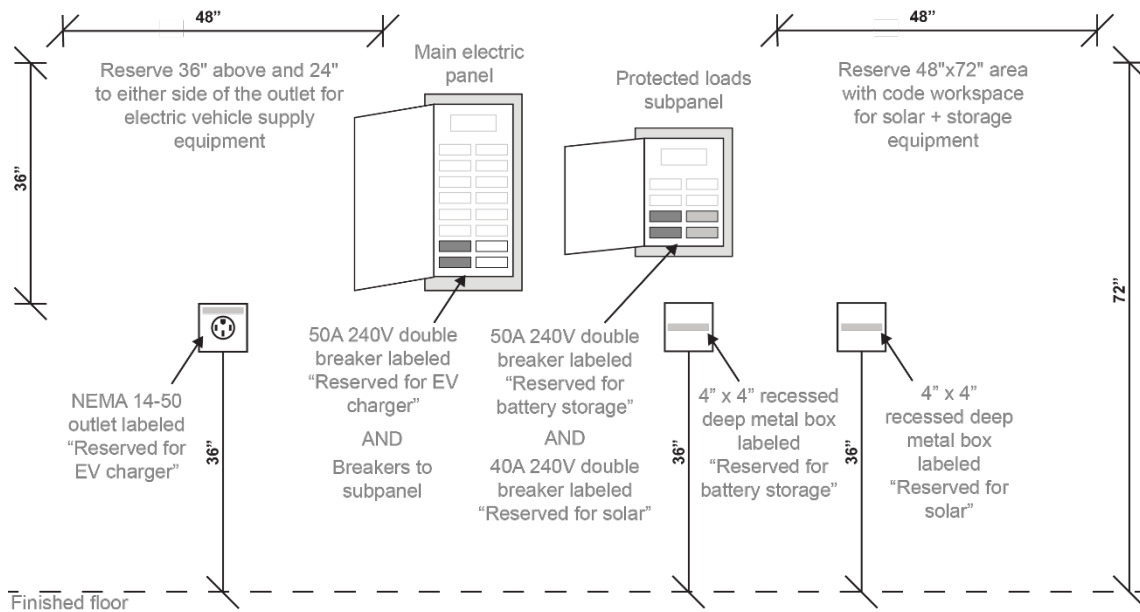 48"
48"
Main electric
panel
Reserve 36" above and 24"
to either side of the outlet for
electric vehicle supply
equipment
Protected loads
subpanel
Reserve 48"x72" area
with code workspace
for solar + storage
equipment
36"
72"
NEMA 14-50
outlet labeled
“Reserved for
EV charger”
36”
50A 240V double
breaker labeled
“Reserved for EV
charger”
AND
Breakers to
subpanel
50A 240V double
breaker labeled
“Reserved for
battery storage”
AND
40A 240V double
breaker labeled
“Reserved for solar”
36”
4” x 4” recessed
deep metal box
labeled
“Reserved for
battery storage”
36”
4” x 4”
recessed deep
metal box
labeled
“Reserved for
solar”
Finished floor